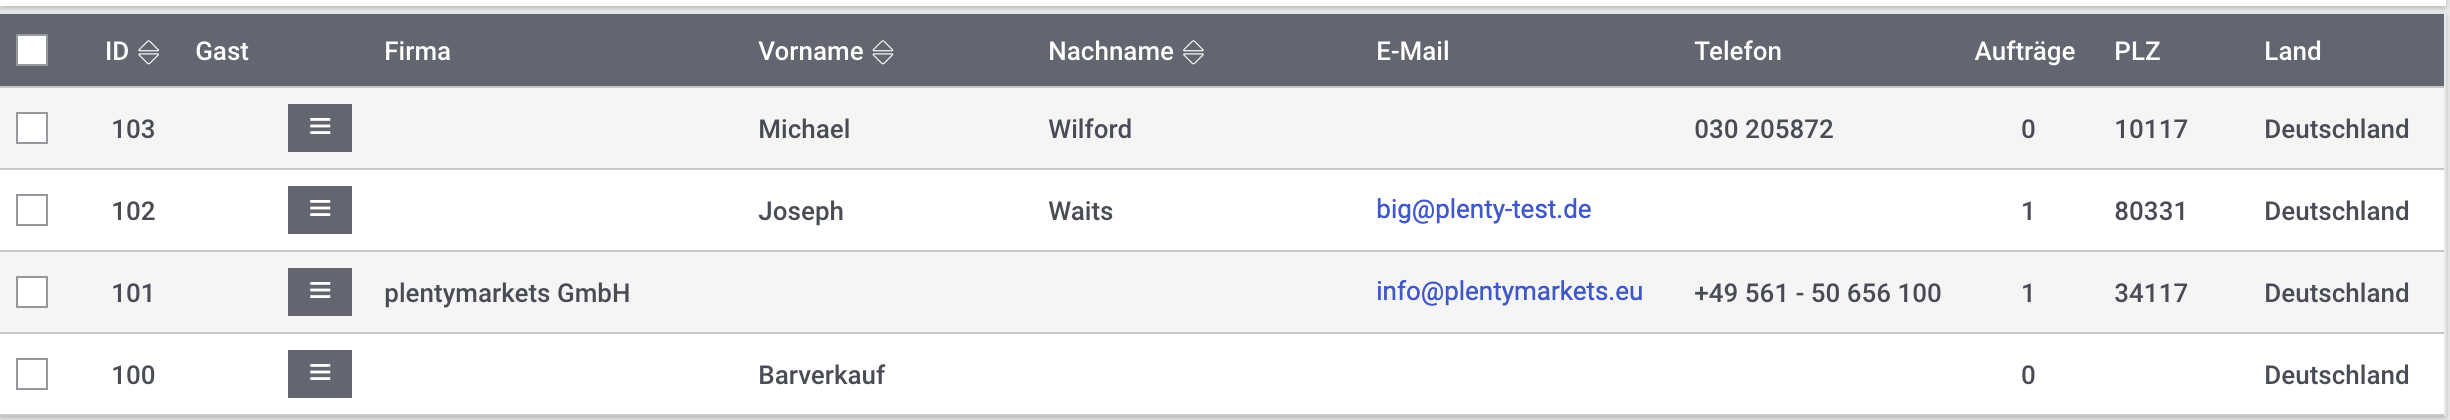 ID Gast Firma Vorname Nachname E-Mail Telefon Aufträge PLZ Land
103 Michael Wilford 030 205872 0 10117 Deutschland
102 Joseph Waits big@plenty-test.de 1 80331 Deutschland
101 plentymarkets GmbH info@plentymarkets.eu +49 561 - 50 656 100 1 34117 Deutschland
100 Barverkauf 0 Deutschland